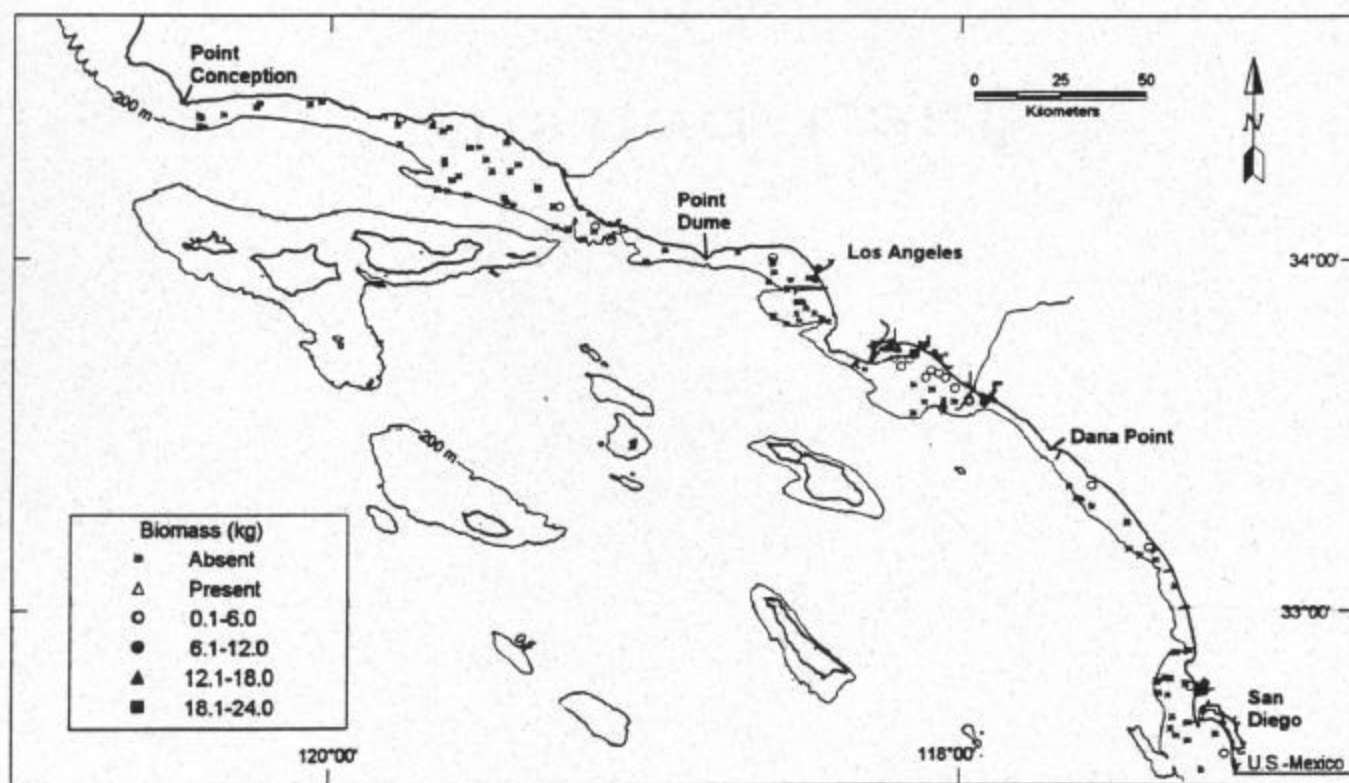 Point
Conception
200 m
0 25 50
Kilometers
N
Point
Dume
Los Angeles
34°00'
200 m
Dana Point
Biomass (kg)
Absent
Present
0.1-6.0
6.1-12.0
12.1-18.0
18.1-24.0
33°00'
San
Diego
U.S.-Mexico
120°00'
118°00'